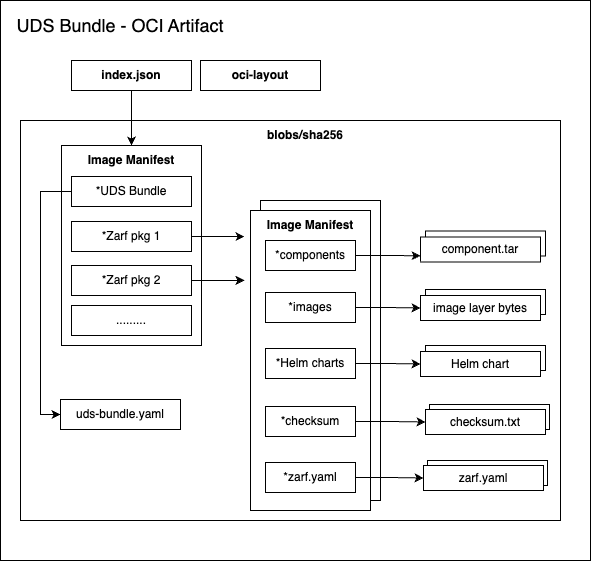 UDS Bundle - OCI Artifact
index.json
oci-layout
blobs/sha256
Image Manifest
*UDS Bundle
*Zarf pkg 1
*Zarf pkg 2
.........
uds-bundle.yaml
Image Manifest
*components
component.tar
*images
image layer bytes
*Helm charts
Helm chart
*checksum
checksum.txt
*zarf.yaml
zarf.yaml